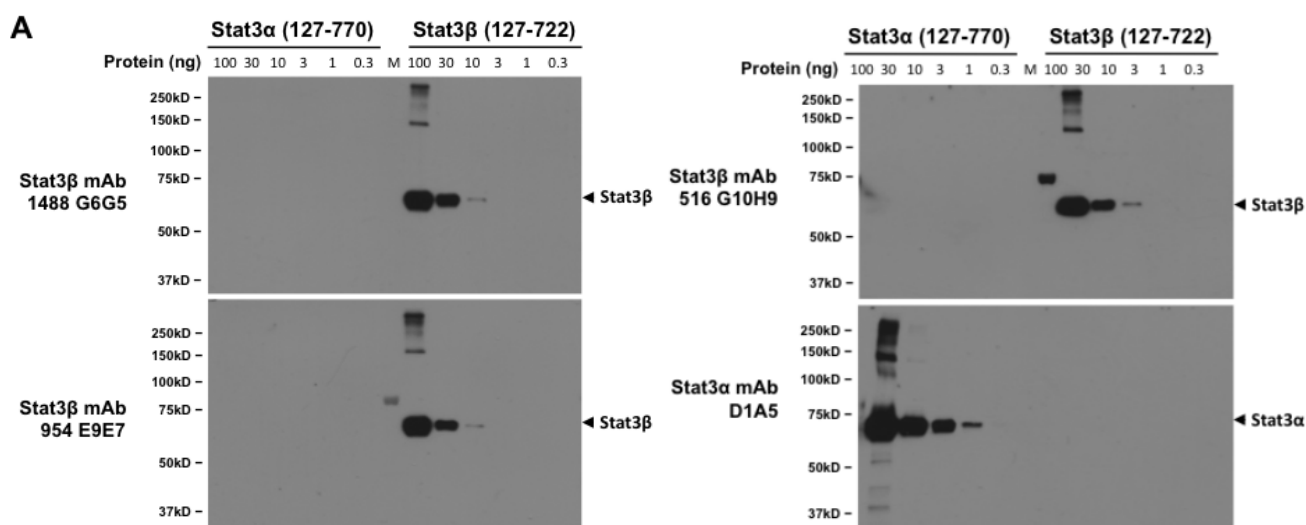 A
Stat3α (127-770) Stat3β (127-722)
Protein (ng) 100 30 10 3 1 0.3 M 100 30 10 3 1 0.3
250kD
150kD
100kD
75kD
50kD
37kD
Stat3β mAb
1488 G6G5
Stat3β
250kD
150kD
100kD
75kD
50kD
37kD
Stat3β mAb
954 E9E7
Stat3β
Stat3α (127-770) Stat3β (127-722)
Protein (ng) 100 30 10 3 1 0.3 M 100 30 10 3 1 0.3
250kD
150kD
100kD
75kD
50kD
37kD
Stat3β mAb
516 G10H9
Stat3β
250kD
150kD
100kD
75kD
50kD
37kD
Stat3α mAb
D1A5
Stat3α